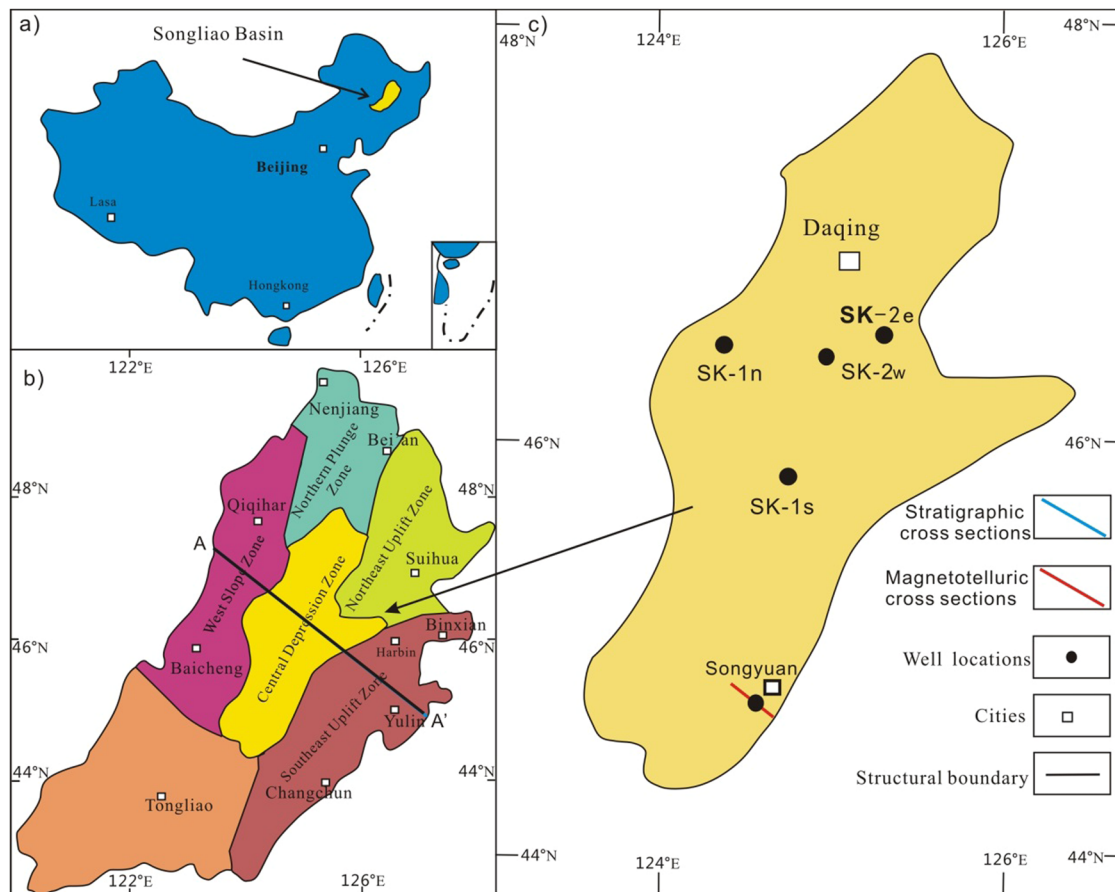 a)
Songliao Basin
Beijing
Lasa
Hongkong
48°N
b)
122°E
126°E
Nenjiang
Bei'an
Northern Plunge
Zone
46°N
48°N
48°N
Qiqihar
A
West Slope Zone
Northeast Uplift Zone
Suihua
Central Depression Zone
Binxian
Harbin
46°N
46°N
Baicheng
Southeast Uplift Zone
Yulin
A'
44°N
44°N
Changchun
Tongliao
122°E
126°E
44°N
c)
124°E
126°E
48°N
Daqing
SK-2e
SK-1n
SK-2w
46°N
SK-1s
Songyuan
Stratigraphic
cross sections
Magnetotelluric
cross sections
Well locations
Cities
Structural boundary
124°E
126°E
44°N